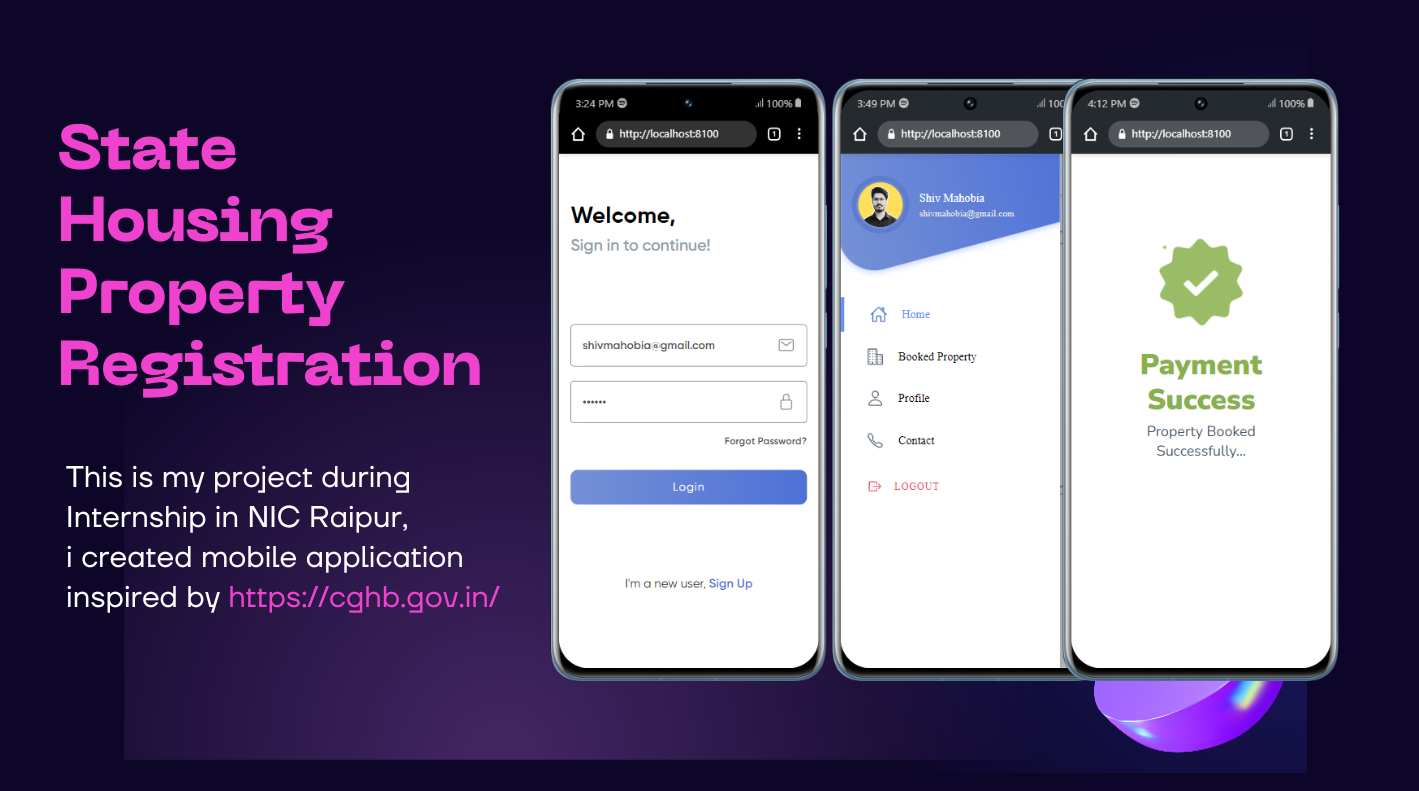 State
Housing
Property
Registration
This is my project during
Internship in NIC Raipur,
i created mobile application
inspired by https://cghb.gov.in/
3:24 PM
100%
http://localhost:8100
1
Welcome,
Sign in to continue!
shivmahobia@gmail.com
••••••
Forgot Password?
Login
I'm a new user, Sign Up
3:49 PM
100
http://localhost:8100
1
Shiv Mahobia
shivmahobia@gmail.com
Home
Booked Property
Profile
Contact
LOGOUT
4:12 PM
100%
http://localhost:8100
1
Payment
Success
Property Booked
Successfully...